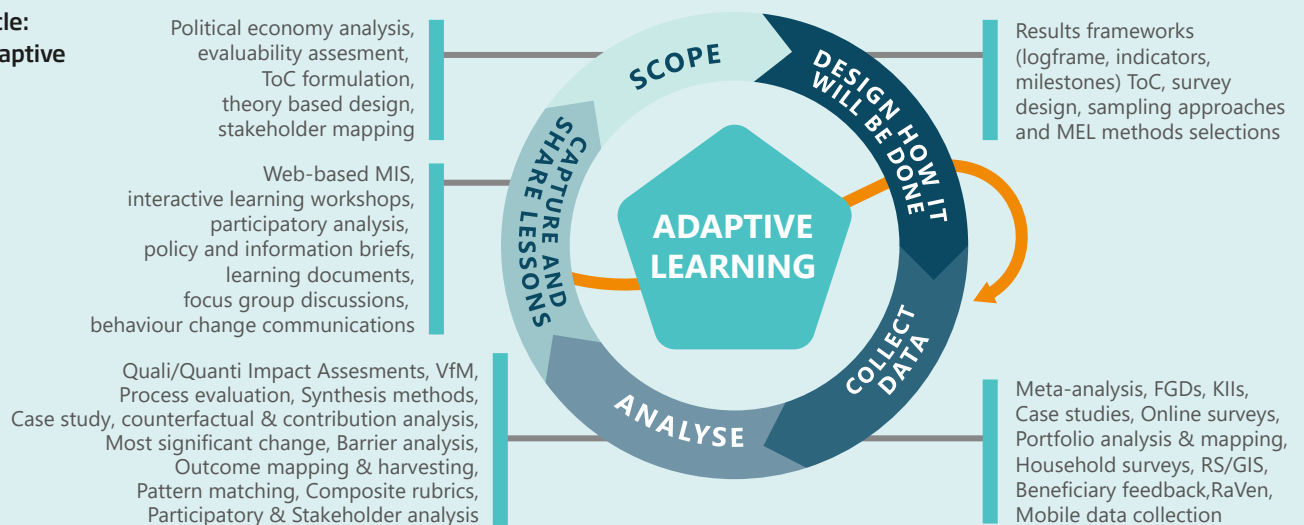 Political economy analysis,
evaluability assesment,
ToC formulation,
theory based design,
stakeholder mapping
SCOPE
DESIGN HOW IT
WILL BE DONE
Results frameworks
(logframe, indicators,
milestones) ToC, survey
design, sampling approaches
and MEL methods selections
Web-based MIS,
interactive learning workshops,
participatory analysis,
policy and information briefs,
learning documents,
focus group discussions,
behaviour change communications
CAPTURE AND
SHARE LESSONS
ADAPTIVE
LEARNING
COLLECT
DATA
Quali/Quanti Impact Assesments, VfM,
Process evaluation, Synthesis methods,
Case study, counterfactual & contribution analysis,
Most significant change, Barrier analysis,
Outcome mapping & harvesting,
Pattern matching, Composite rubrics,
Participatory & Stakeholder analysis
ANALYSE
Meta-analysis, FGDs, KIIs,
Case studies, Online surveys,
Portfolio analysis & mapping,
Household surveys, RS/GIS,
Beneficiary feedback,RaVen,
Mobile data collection